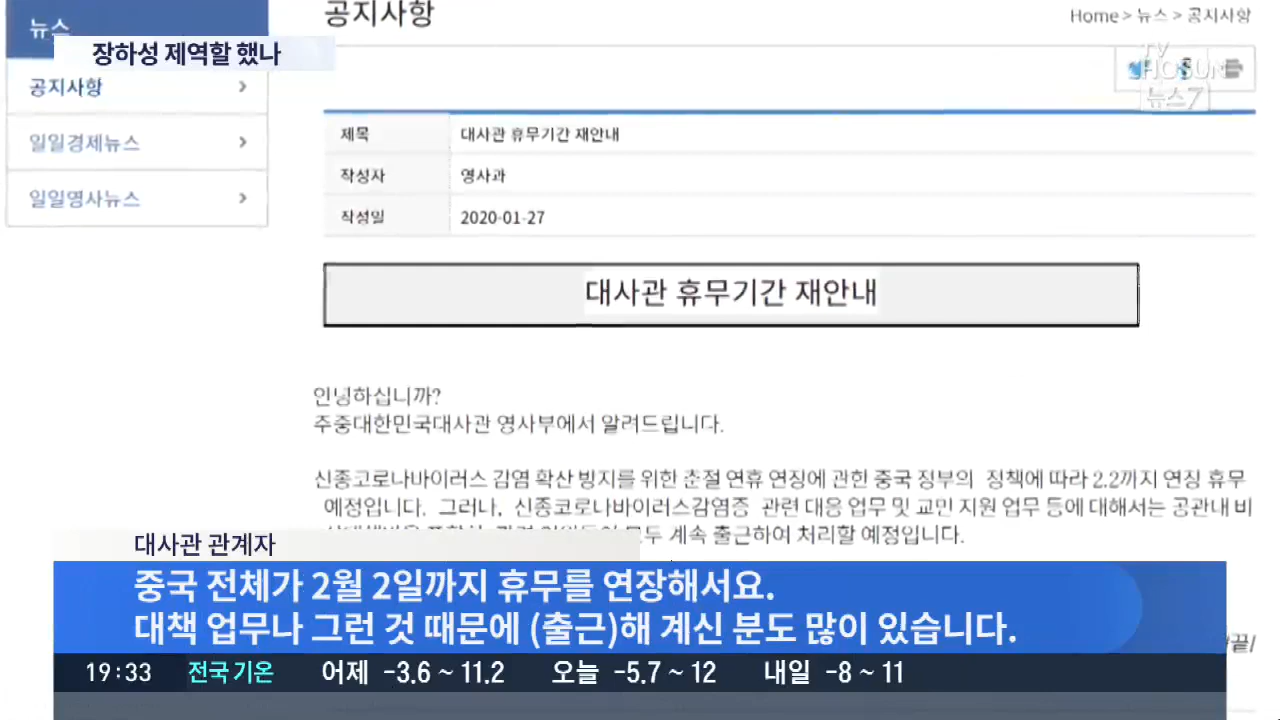 뉴스
장하성 제역할 했나
공지사항
일일경제뉴스
일일영사뉴스
공지사항
Home > 뉴스 > 공지사항
TV CHOSUN
뉴스7
제목 대사관 휴무기간 재안내
작성자 영사과
작성일 2020-01-27
대사관 휴무기간 재안내
안녕하십니까?
주중대한민국대사관 영사부에서 알려드립니다.
신종코로나바이러스 감염 확산 방지를 위한 춘절 연휴 연장에 관한 중국 정부의 정책에 따라 2.2까지 연장 휴무
예정입니다. 그러나, 신종코로나바이러스감염증 관련 대응 업무 및 교민 지원 업무 등에 대해서는 공관내 비
모두 계속 출근하여 처리할 예정입니다.
/끝/
대사관 관계자
중국 전체가 2월 2일까지 휴무를 연장해서요.
대책 업무나 그런 것 때문에 (출근)해 계신 분도 많이 있습니다.
19:33 전국 기온 어제 -3.6 ~ 11.2 오늘 -5.7 ~ 12 내일 -8 ~ 11